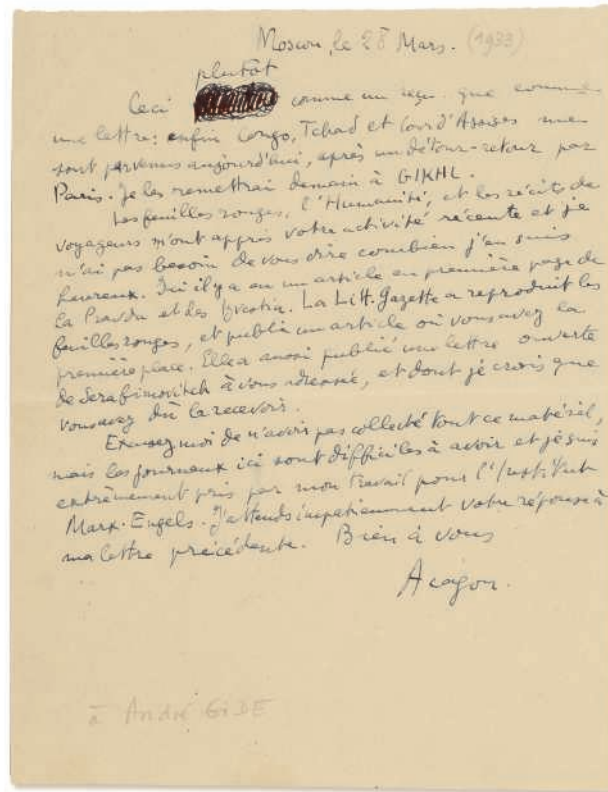 Moscou, le 28 Mars. (1933)
plutôt
Ceci comme un reçu que comme
une lettre: enfin Congo, Tchad et Cour d'Assises me
sont parvenus aujourd'hui, après un détour-retour par
Paris. Je les remettrai demain à GIKHL.
Les feuilles rouges, l'Humanité, et les récits de
voyageurs m'ont appris votre activité récente et je
n'ai pas besoin de vous dire combien j'en suis
heureux. Ici il y a eu un article en première page de
la Pravda et des Izvestia. La Litt. Gazette a reproduit les
feuilles rouges, et publié un article où vous avez la
première place. Elle a aussi publié une lettre ouverte
de Serafimovitch à vous adressée, et dont je crois que
vous avez dû la recevoir.
Excusez moi de n'avoir pas collecté tout ce matériel,
mais les journaux ici sont difficiles à avoir et je suis
extrêmement pris par mon travail pour l'Institut
Marx-Engels. J'attends impatiemment votre réponse à
ma lettre précédente. Bien à vous
Aragon.
à André GIDE